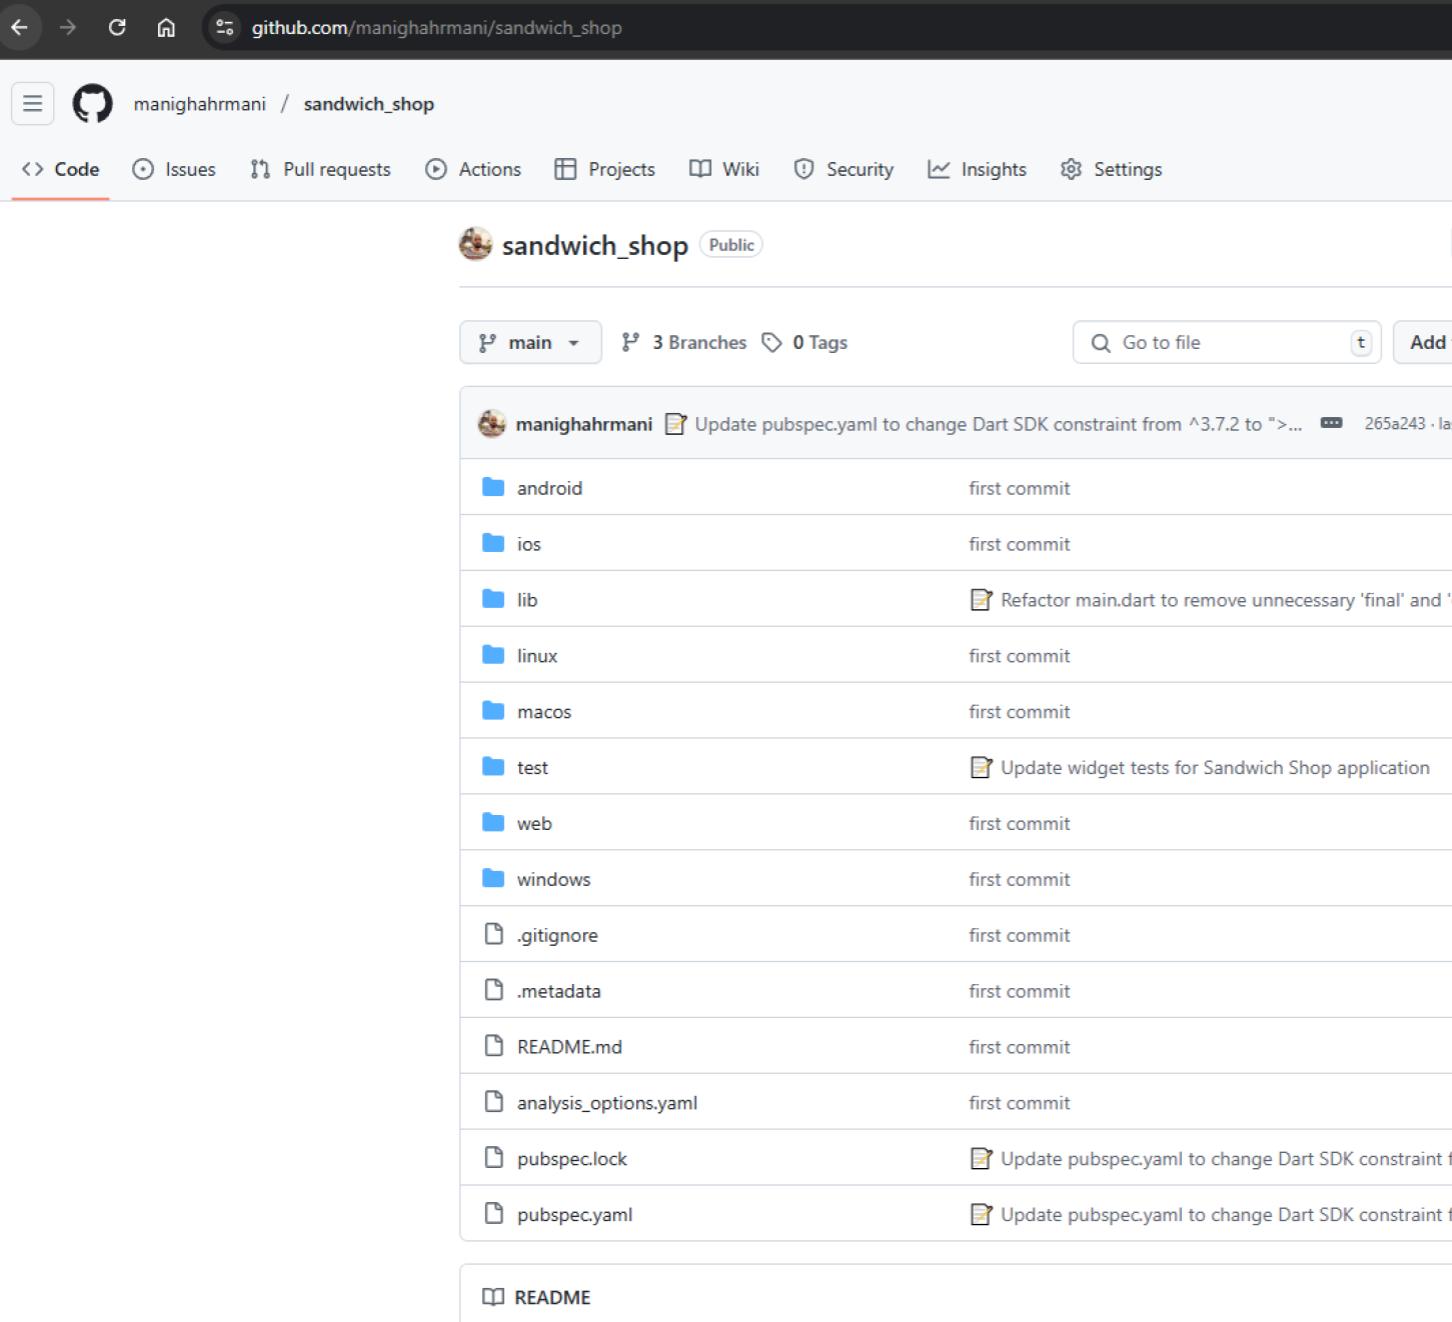 github.com/manighahrmani/sandwich_shop
manighahrmani / sandwich_shop
Code Issues Pull requests Actions Projects Wiki Security Insights Settings
sandwich_shop Public
main 3 Branches 0 Tags Go to file t Add
manighahrmani Update pubspec.yaml to change Dart SDK constraint from ^3.7.2 to ">... 265a243 · la
android first commit
ios first commit
lib Refactor main.dart to remove unnecessary 'final' and '
linux first commit
macos first commit
test Update widget tests for Sandwich Shop application
web first commit
windows first commit
.gitignore first commit
.metadata first commit
README.md first commit
analysis_options.yaml first commit
pubspec.lock Update pubspec.yaml to change Dart SDK constraint f
pubspec.yaml Update pubspec.yaml to change Dart SDK constraint f
README